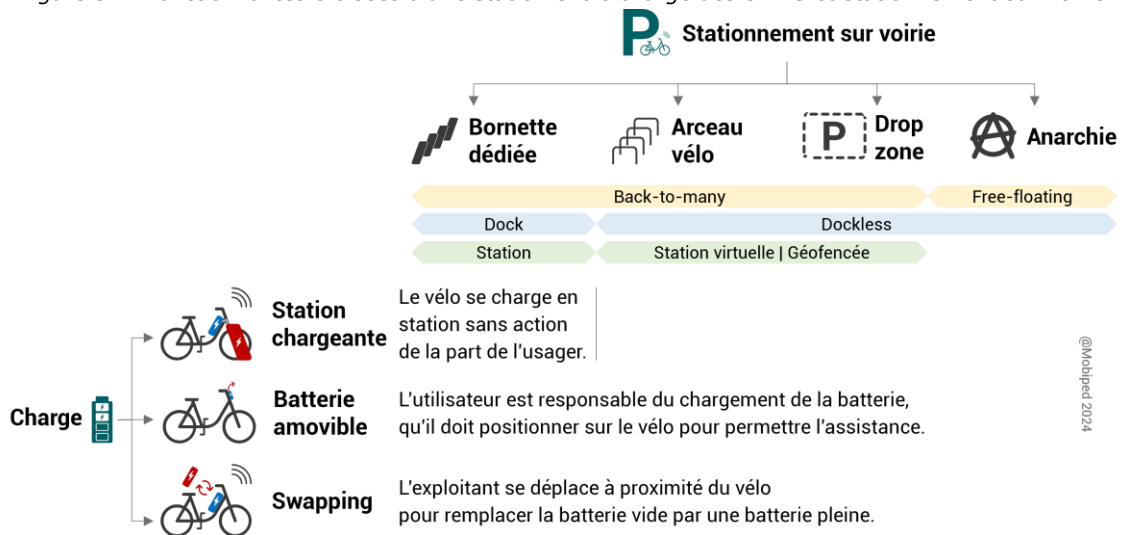 P Stationnement sur voirie
Bornette
dédiée
Arceau
vélo
P
Drop
zone
Anarchie
Back-to-many
Free-floating
Dock
Dockless
Station
Station virtuelle | Géofencée
Station
chargeante
Le vélo se charge en
station sans action
de la part de l'usager.
Charge
Batterie
amovible
L'utilisateur est responsable du chargement de la batterie,
qu'il doit positionner sur le vélo pour permettre l'assistance.
Swapping
L'exploitant se déplace à proximité du vélo
pour remplacer la batterie vide par une batterie pleine.
@Mobiped 2024